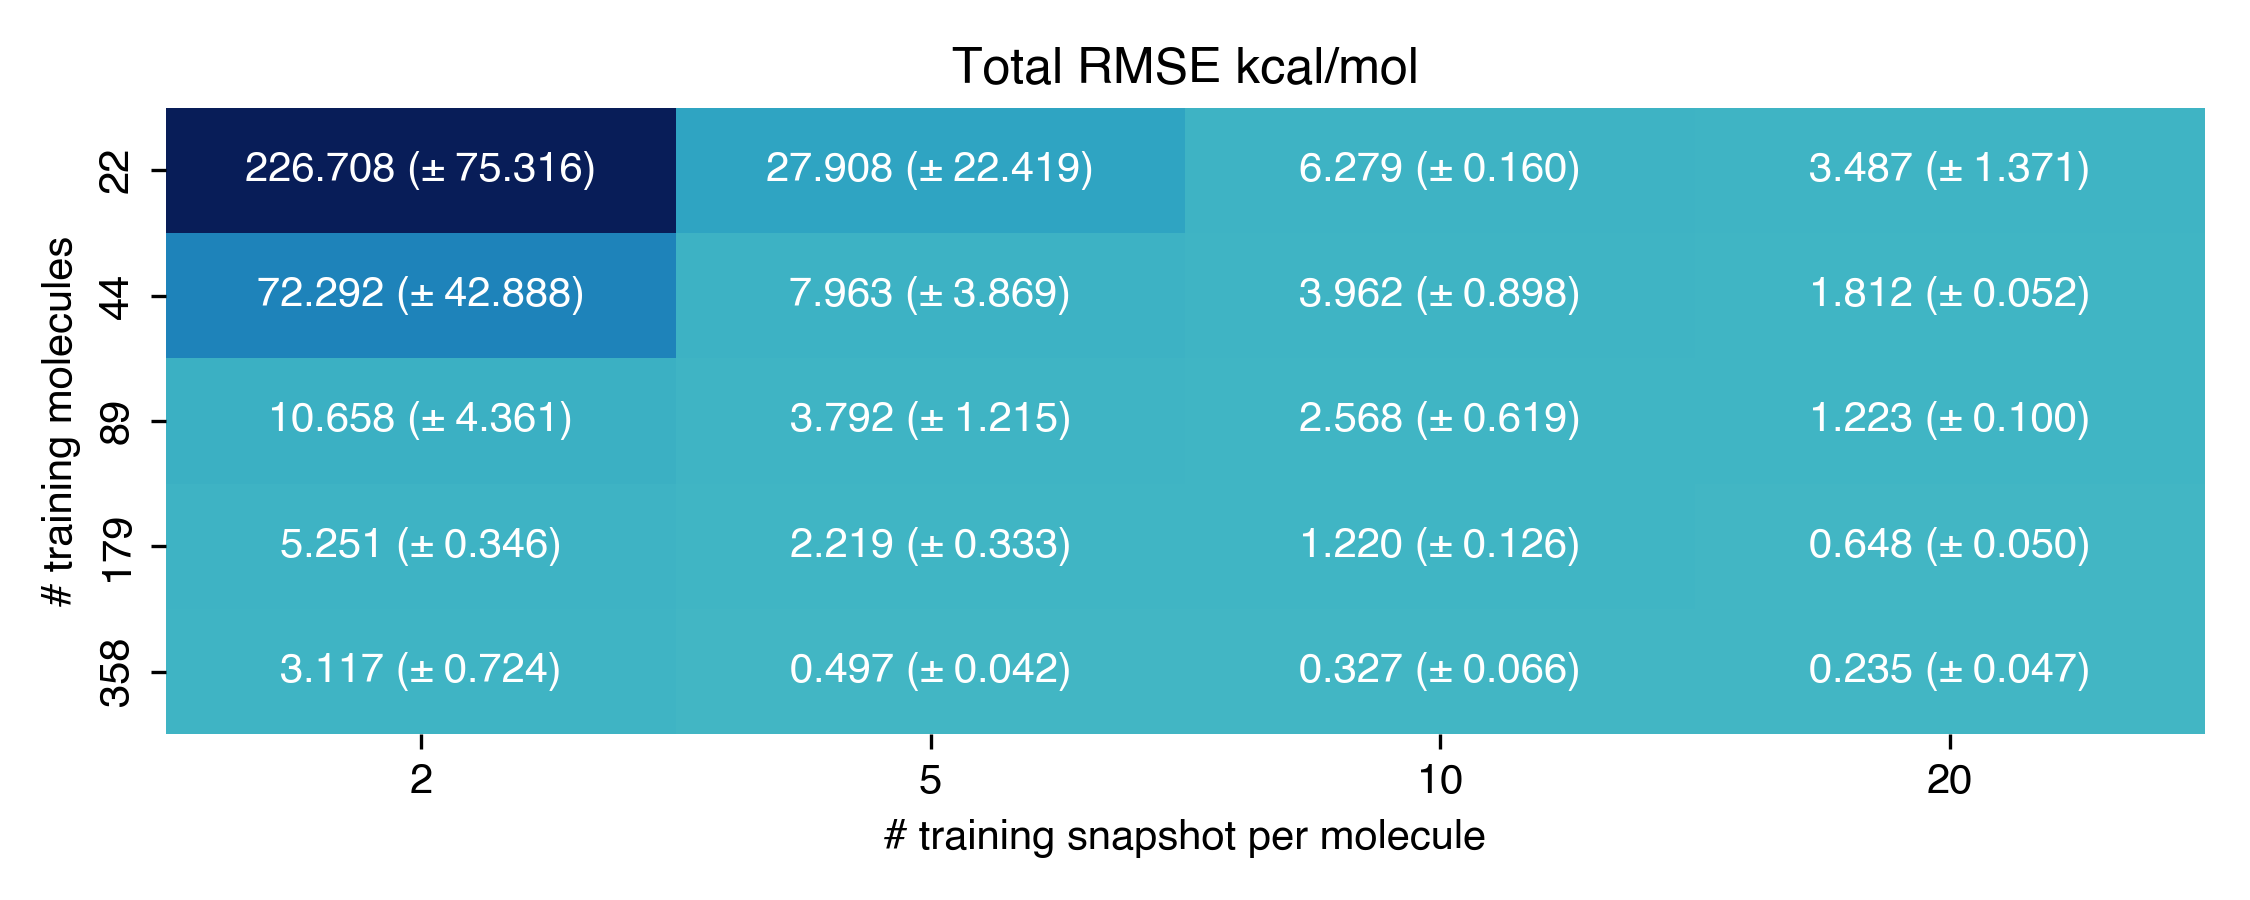 Total RMSE kcal/mol
# training molecules
22 226.708 (± 75.316) 27.908 (± 22.419) 6.279 (± 0.160) 3.487 (± 1.371)
44 72.292 (± 42.888) 7.963 (± 3.869) 3.962 (± 0.898) 1.812 (± 0.052)
89 10.658 (± 4.361) 3.792 (± 1.215) 2.568 (± 0.619) 1.223 (± 0.100)
179 5.251 (± 0.346) 2.219 (± 0.333) 1.220 (± 0.126) 0.648 (± 0.050)
358 3.117 (± 0.724) 0.497 (± 0.042) 0.327 (± 0.066) 0.235 (± 0.047)
2 5 10 20
# training snapshot per molecule